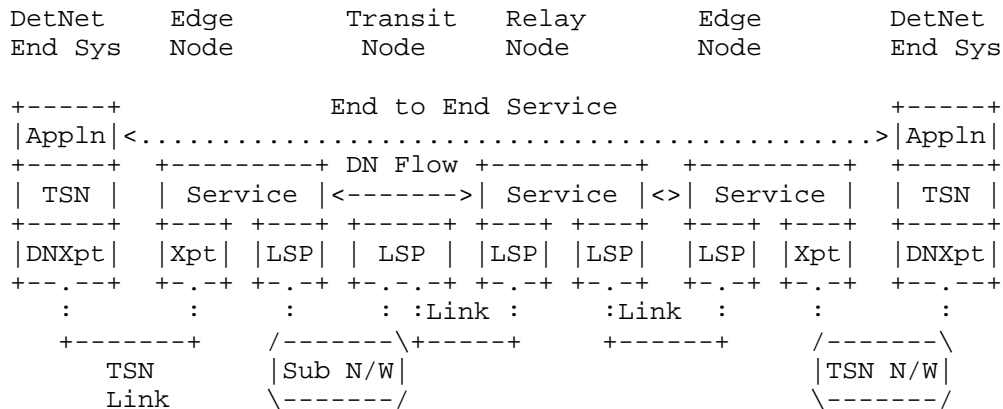 DetNet Edge Transit Relay Edge DetNet
End Sys Node Node Node Node End Sys
+-----+ End to End Service +-----+
|Appln|<...............................................>|Appln|
+-----+ +---------+ DN Flow +---------+ +---------+ +-----+
| TSN | | Service |<------->| Service |<>| Service | | TSN |
+-----+ +---+ +---+ +-----+ +---+ +---+ +---+ +---+ +-----+
|DNXpt| |Xpt| |LSP| | LSP | |LSP| |LSP| |LSP| |Xpt| |DNXpt|
+--.--+ +-.-+ +-.-+ +-.-.-+ +-.-+ +-.-+ +-.-+ +-.-+ +--.--+
: : : : :Link : :Link : : :
+-------+ /-------\+-----+ +------+ /-------\
TSN |Sub N/W| |TSN N/W|
Link \-------/ \-------/